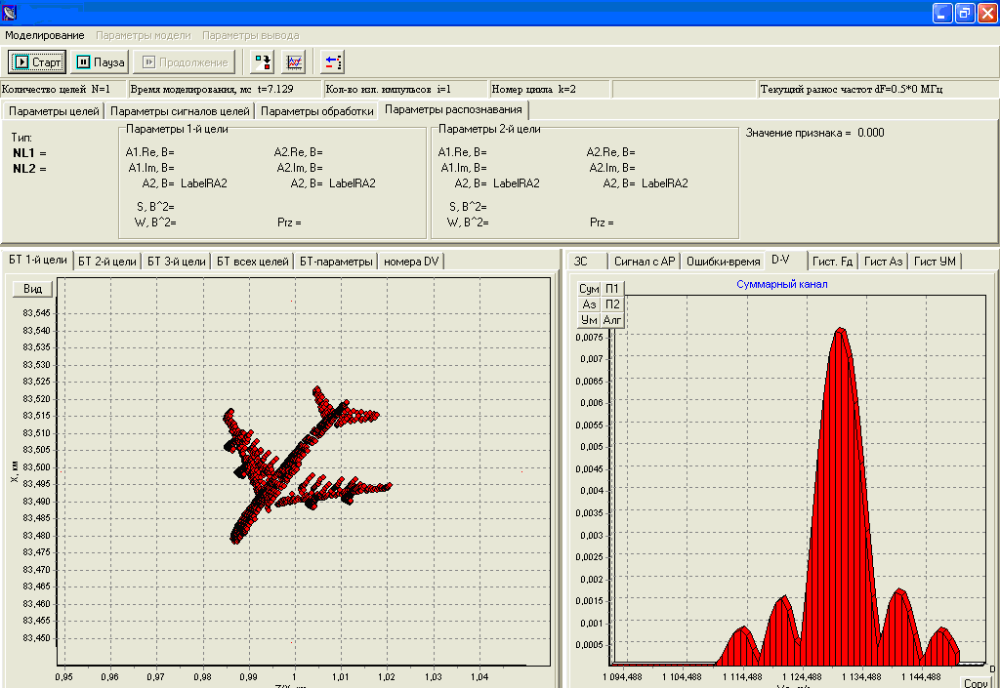 Моделирование Параметры модели Параметры вывода
Старт Пауза Продолжение
Количество целей N=1 Время моделирования, мс t=7.129 Кол-во изл. импульсов i=1 Номер цикла k=2 Текущий разнос частот dF=0.5*0 МГц
Параметры целей Параметры сигналов целей Параметры обработки Параметры распознавания
Тип:
NL1 =
NL2 =
Параметры 1-й цели
A1.Re, В= A2.Re, В=
A1.Im, В= A2.Im, В=
A2, В= LabelRA2 A2, В= LabelRA2
S, В^2=
W, В^2= Prz =
Параметры 2-й цели
A1.Re, В= A2.Re, В=
A1.Im, В= A2.Im, В=
A2, В= LabelRA2 A2, В= LabelRA2
S, В^2=
W, В^2= Prz =
Значение признака = 0.000
БТ 1-й цели БТ 2-й цели БТ 3-й цели БТ всех целей БТ-параметры номера DV
Вид
83,545
83,540
83,535
83,530
83,525
83,520
83,515
83,510
83,505
83,500
83,495
83,490
83,485
83,480
83,475
83,470
83,465
83,460
83,455
83,450
X, км
0,95 0,96 0,97 0,98 0,99 1 1,01 1,02 1,03 1,04
ЗС Сигнал с АР Ошибки-время D-V Гист. Fд Гист Аз Гист УМ
Суммарный канал
Сум П1
Аз П2
Ум Алг
0,0075
0,007
0,0065
0,006
0,0055
0,005
0,0045
0,004
0,0035
0,003
0,0025
0,002
0,0015
0,001
0,0005
D
1 094,488 1 104,488 1 114,488 1 124,488 1 134,488 1 144,488
Copy